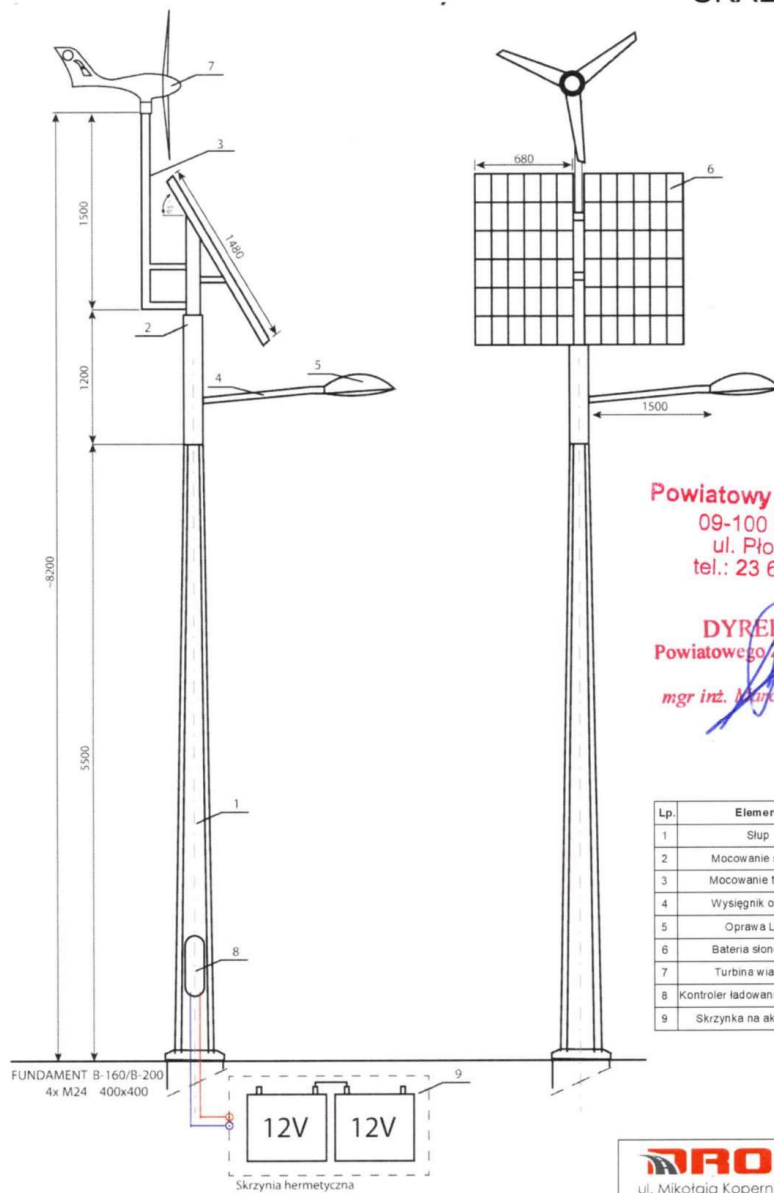 7
3
680
6
1500
1480
2
4
5
1200
1500
~8200
5500
1
8
Powiatowy
09-100
ul. Pło
tel.: 23 6
Powiatowego
mgr inż.
Lp. Elemen
1 Słup
2 Mocowanie
3 Mocowanie
4 Wysięgnik o
5 Oprawa L
6 Bateria słon
7 Turbina wia
8 Kontroler ładowan
9 Skrzynka na ak
FUNDAMENT B-160/B-200
4x M24 400x400
9
12V 12V
Skrzynia hermetyczna
DRO
ul. Mikołaja Kopern